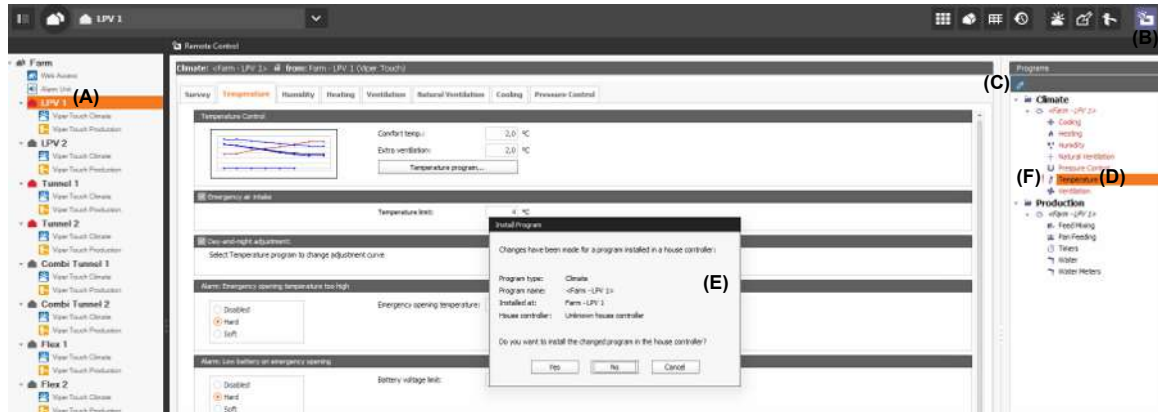 LPV 1
(B)
Remote Control
Farm
Web Access
Alarm Unit
LPV 1
(A)
Viper Touch Climate
Viper Touch Production
LPV 2
Viper Touch Climate
Viper Touch Production
Tunnel 1
Viper Touch Climate
Viper Touch Production
Tunnel 2
Viper Touch Climate
Viper Touch Production
Combi Tunnel 1
Viper Touch Climate
Viper Touch Production
Combi Tunnel 2
Viper Touch Climate
Viper Touch Production
Flex 1
Viper Touch Climate
Viper Touch Production
Flex 2
Viper Touch Climate
Viper Touch Production
Climate: <Farm - LPV 1> from: Farm - LPV 1 (Viper Touch)
Survey Temperature Humidity Heating Ventilation Natural Ventilation Cooling Pressure Control
Temperature Control
Comfort temp.: 2,0 °C
Extra ventilation: 2,0 °C
Temperature program...
Emergency air intake
Temperature limit: 4 °C
Day-and-night adjustment:
Select Temperature program to change adjustment curve.
Alarm: Emergency opening temperature too high
Disabled
Hard
Soft
Emergency opening temperature:
Alarm: Low battery on emergency opening
Disabled
Hard
Soft
Battery voltage limit:
Install Program
Changes have been made for a program installed in a house controller:
Program type: Climate
Program name: <Farm - LPV 1>
Installed at: Farm - LPV 1
House controller: Unknown house controller
(E)
Do you want to install the changed program in the house controller?
Yes No Cancel
Programs
(C)
Climate
<Farm - LPV 1>
Cooling
Heating
Humidity
Natural Ventilation
Pressure Control
(F) Temperature (D)
Ventilation
Production
<Farm - LPV 1>
Feed Mixing
Pan Feeding
Timers
Water
Water Meters